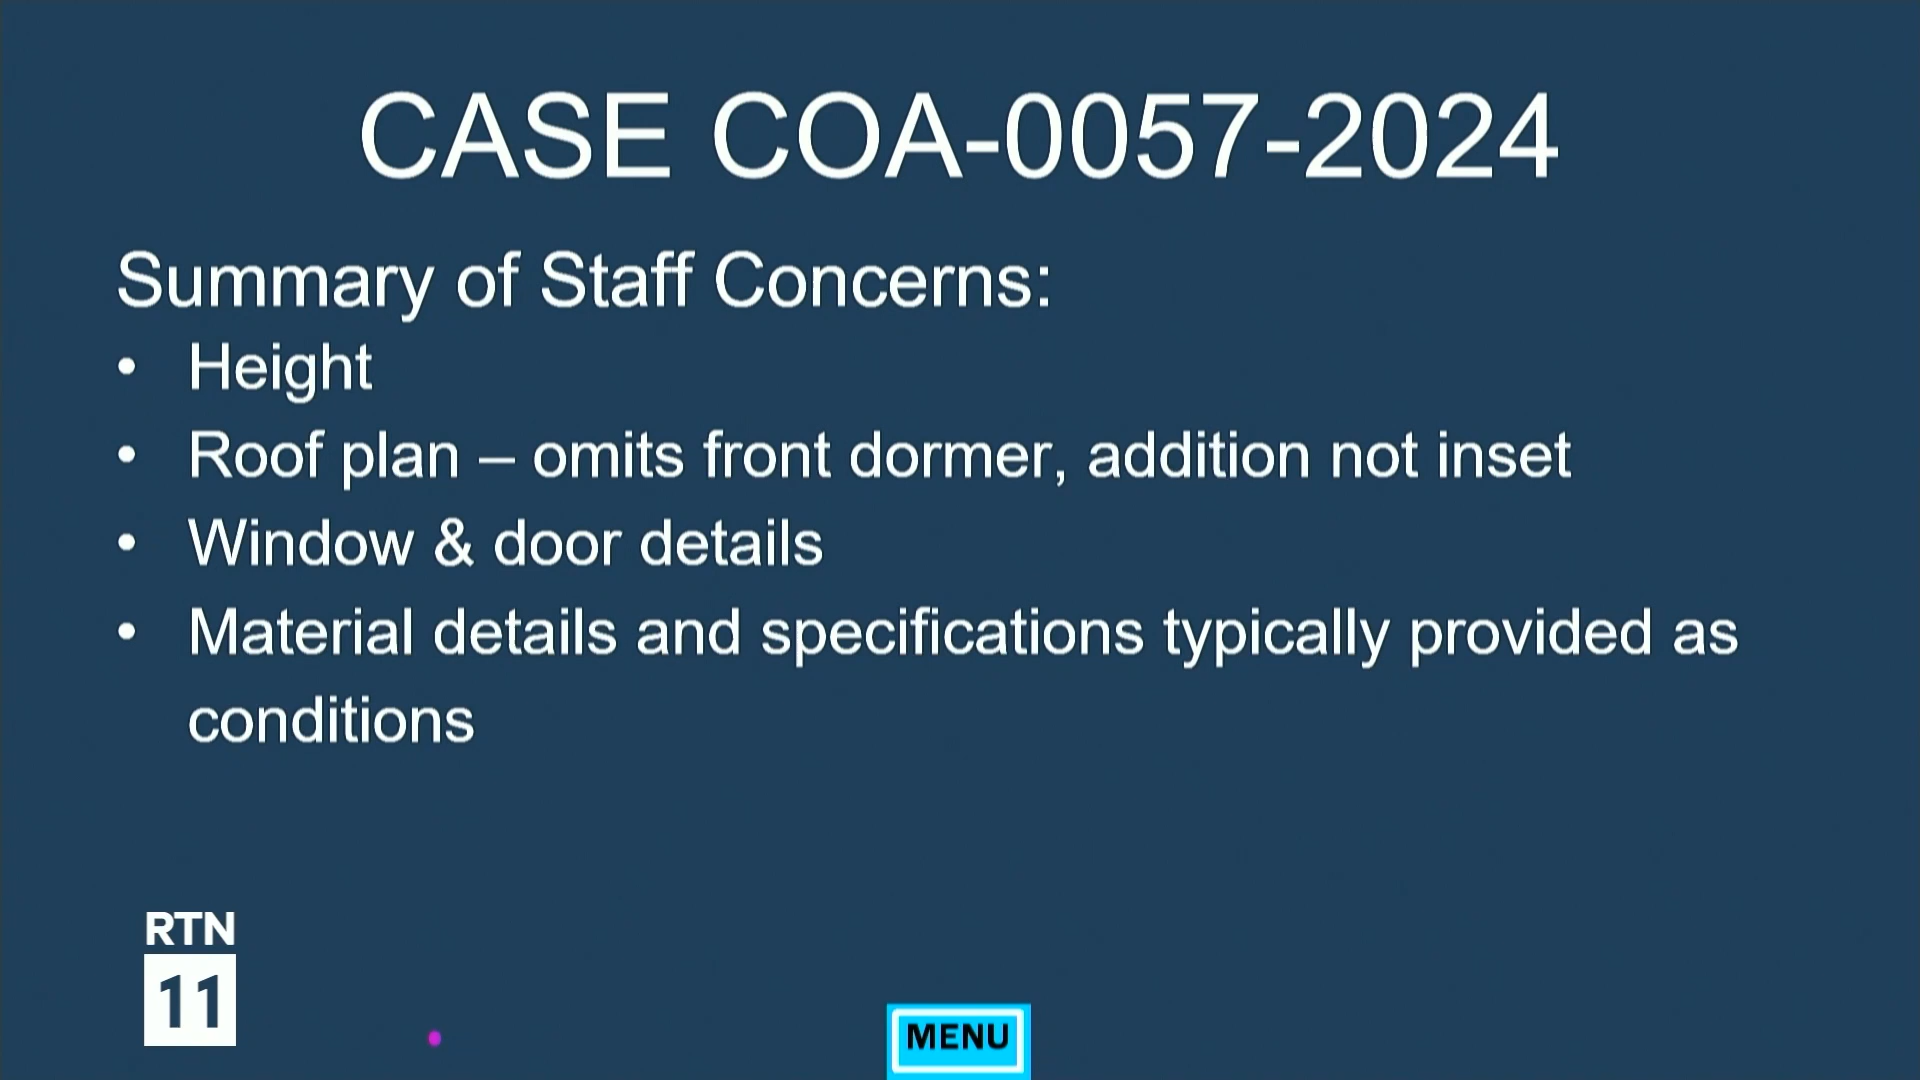 CASE COA-0057-2024
Summary of Staff Concerns:
• Height
• Roof plan – omits front dormer, addition not inset
• Window & door details
• Material details and specifications typically provided as
conditions
RTN
11
MENU